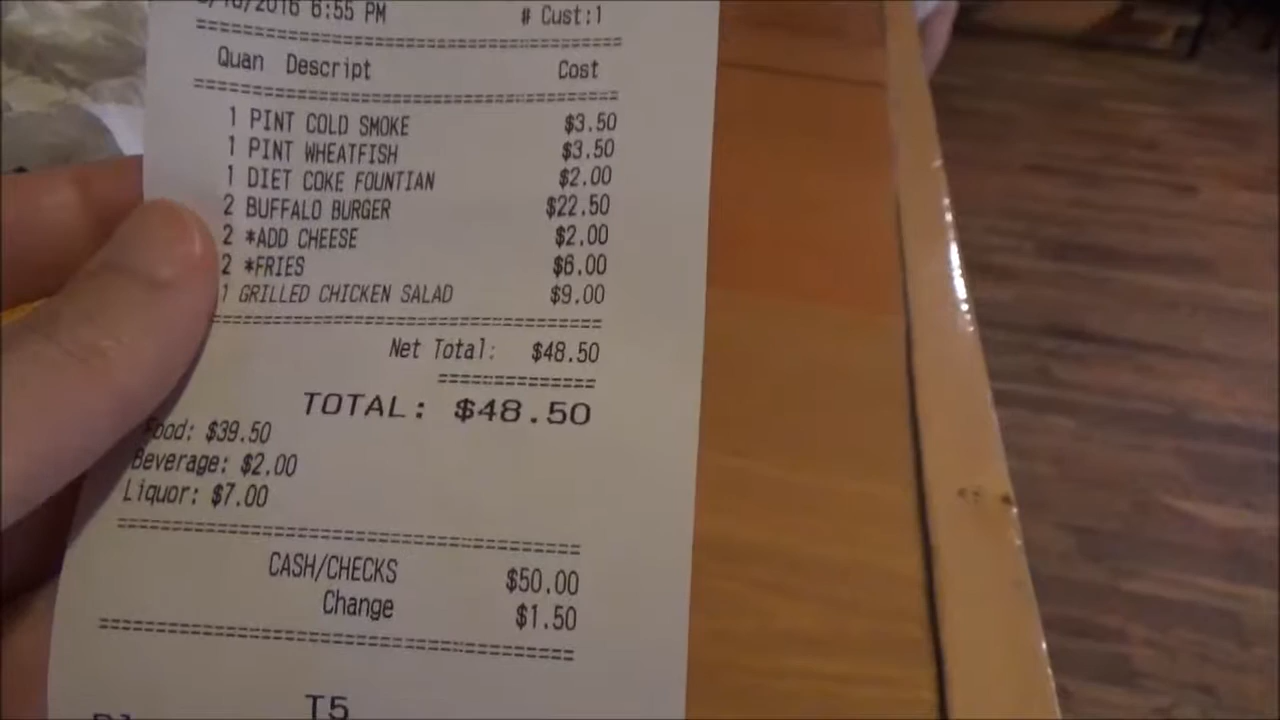 /2016 6:55 PM # Cust:1
Quan Descript Cost
1 PINT COLD SMOKE $3.50
1 PINT WHEATFISH $3.50
1 DIET COKE FOUNTIAN $2.00
2 BUFFALO BURGER $22.50
2 *ADD CHEESE $2.00
2 *FRIES $6.00
1 GRILLED CHICKEN SALAD $9.00
Net Total: $48.50
TOTAL: $48.50
Food: $39.50
Beverage: $2.00
Liquor: $7.00
CASH/CHECKS $50.00
Change $1.50
T5